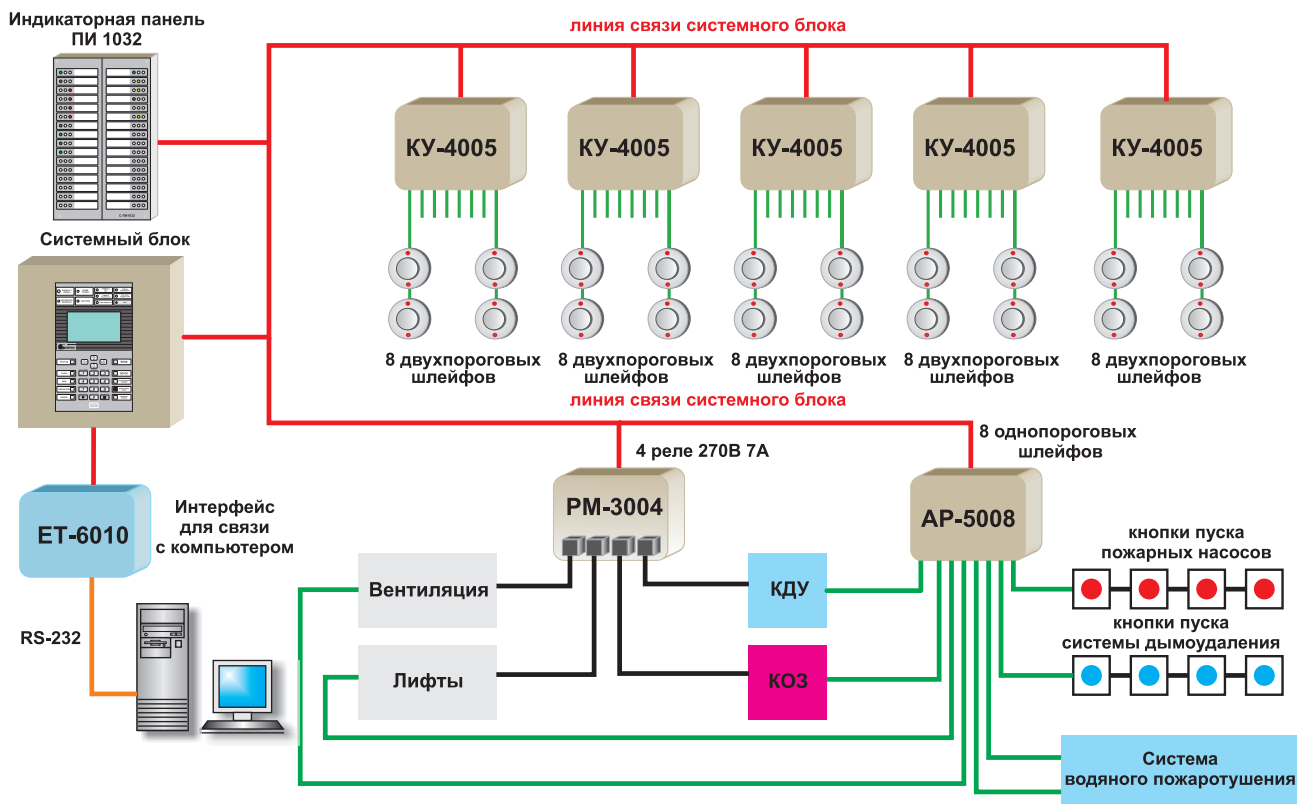 Индикаторная панель
ПИ 1032
линия связи системного блока
КУ-4005
КУ-4005
КУ-4005
КУ-4005
КУ-4005
Системный блок
8 двухпороговых
шлейфов
8 двухпороговых
шлейфов
8 двухпороговых
шлейфов
8 двухпороговых
шлейфов
8 двухпороговых
шлейфов
линия связи системного блока
4 реле 270В 7А
8 однопороговых
шлейфов
ЕТ-6010
Интерфейс
для связи
с компьютером
РМ-3004
АР-5008
кнопки пуска
пожарных насосов
Вентиляция
КДУ
RS-232
кнопки пуска
системы дымоудаления
Лифты
КОЗ
Система
водяного пожаротушения